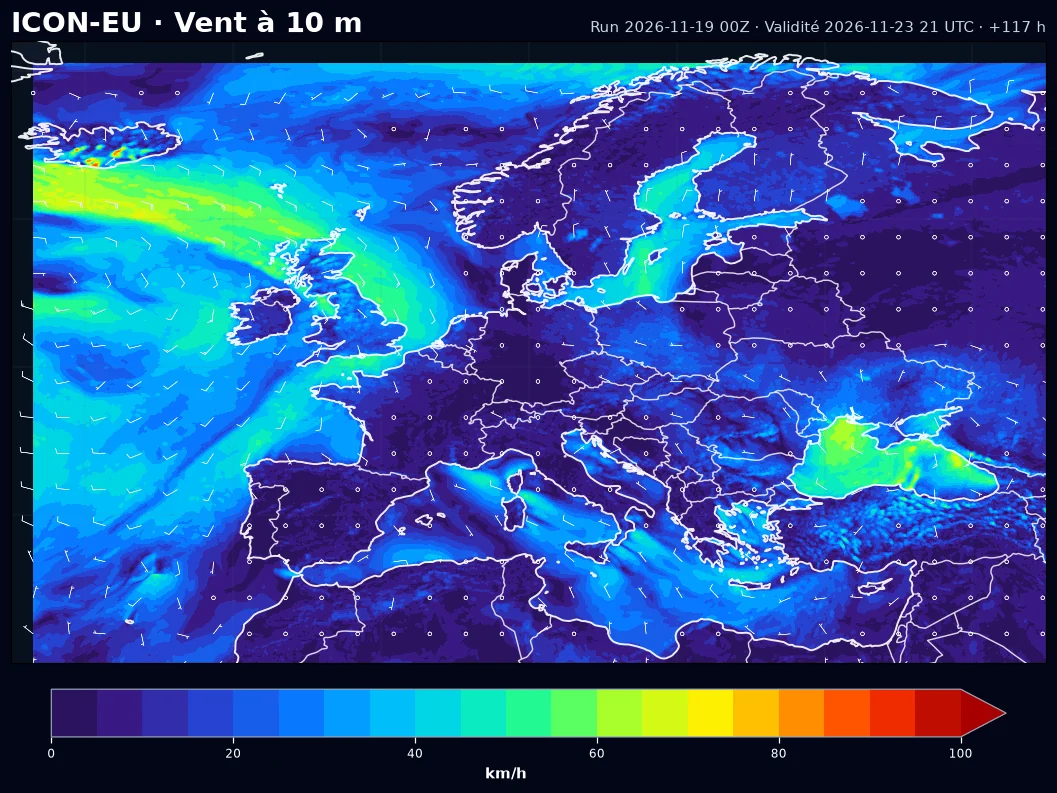 ICON-EU · Vent à 10 m
Run 2026-11-19 00Z · Validité 2026-11-23 21 UTC · +117 h
0 20 40 60 80 100
km/h